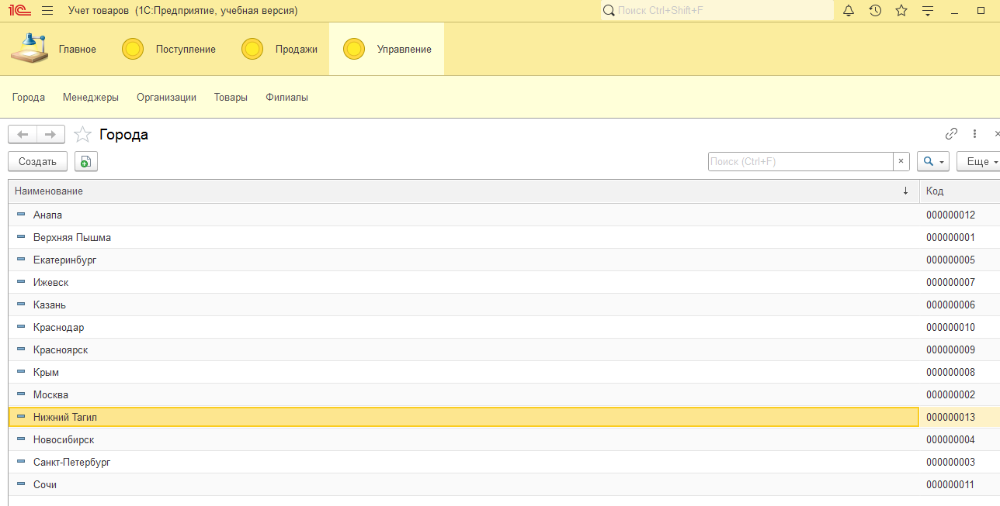 1С Учет товаров (1С:Предприятие, учебная версия) Поиск Ctrl+Shift+F
Главное Поступление Продажи Управление
Города Менеджеры Организации Товары Филиалы
Города
Создать Поиск (Ctrl+F) × Еще
Наименование ↓ Код
Анапа 000000012
Верхняя Пышма 000000001
Екатеринбург 000000005
Ижевск 000000007
Казань 000000006
Краснодар 000000010
Красноярск 000000009
Крым 000000008
Москва 000000002
Нижний Тагил 000000013
Новосибирск 000000004
Санкт-Петербург 000000003
Сочи 000000011